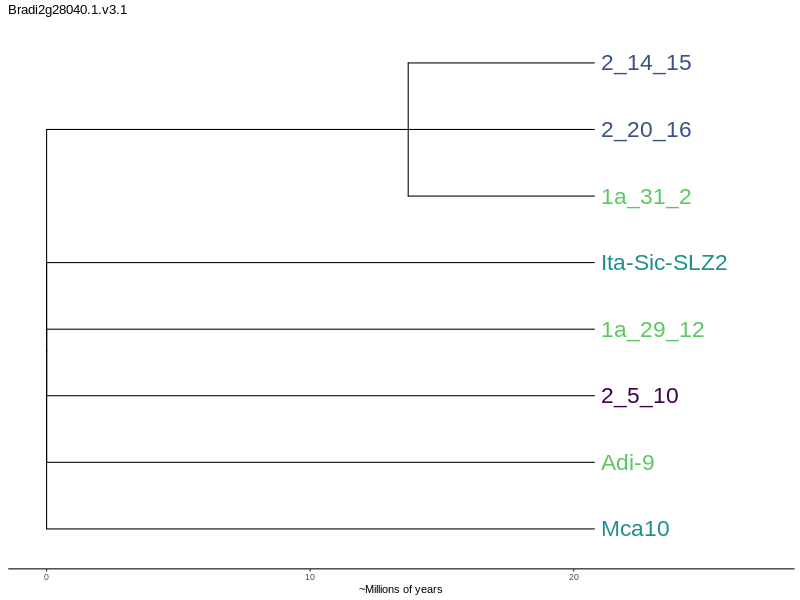 Bradi2g28040.1.v3.1
2_14_15
2_20_16
1a_31_2
Ita-Sic-SLZ2
1a_29_12
2_5_10
Adi-9
Mca10
0 10 20
~Millions of years